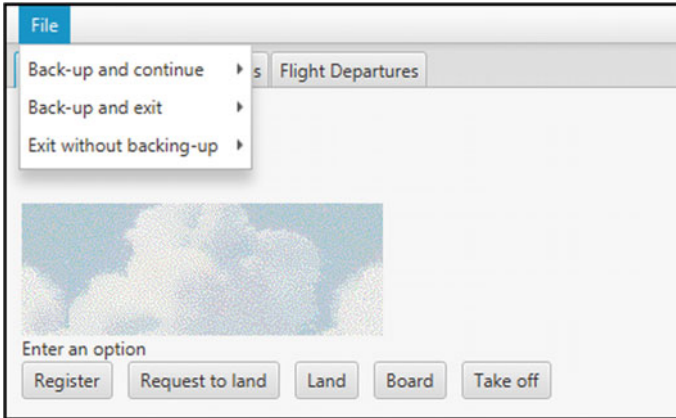 File
Back-up and continue
s Flight Departures
Back-up and exit
Exit without backing-up
Enter an option
Register Request to land Land Board Take off